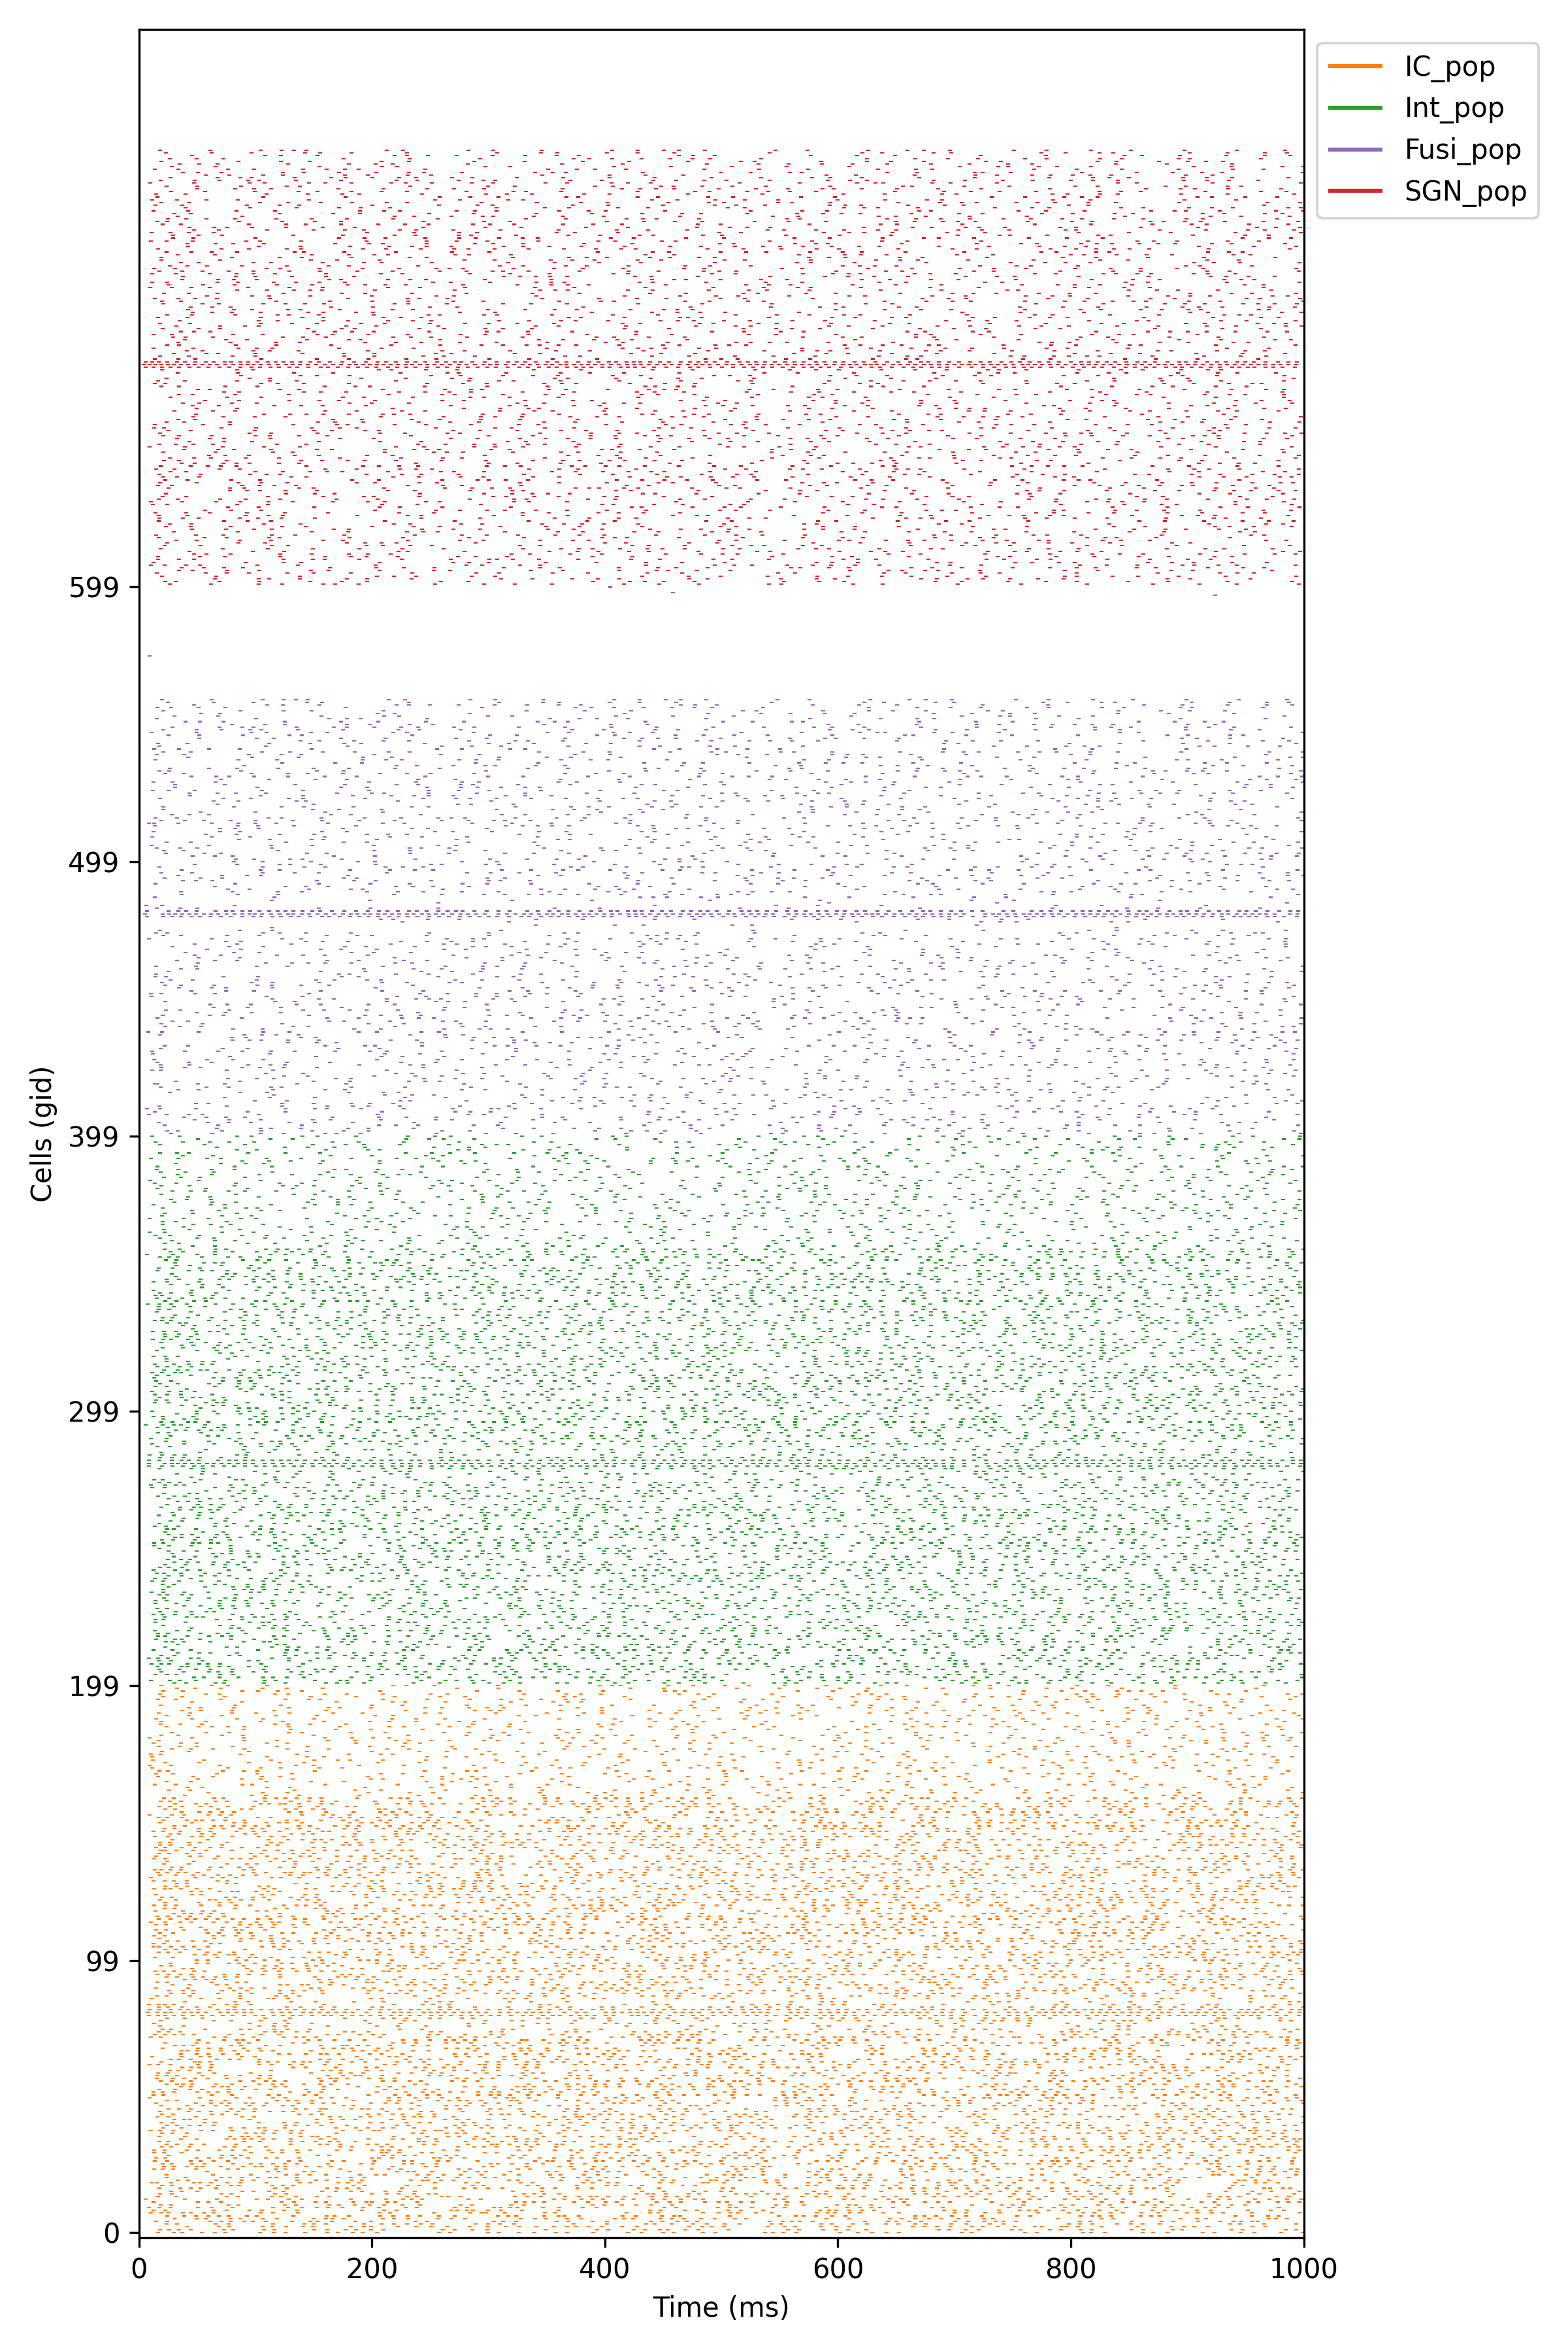 IC_pop
Int_pop
Fusi_pop
SGN_pop
599
499
399
299
199
99
0
Cells (gid)
0 200 400 600 800 1000
Time (ms)